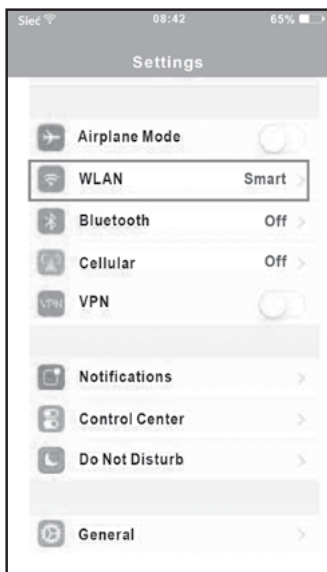 Sieć 08:42 65%
Settings
Airplane Mode
WLAN Smart
Bluetooth Off
Cellular Off
VPN VPN
Notifications
Control Center
Do Not Disturb
General